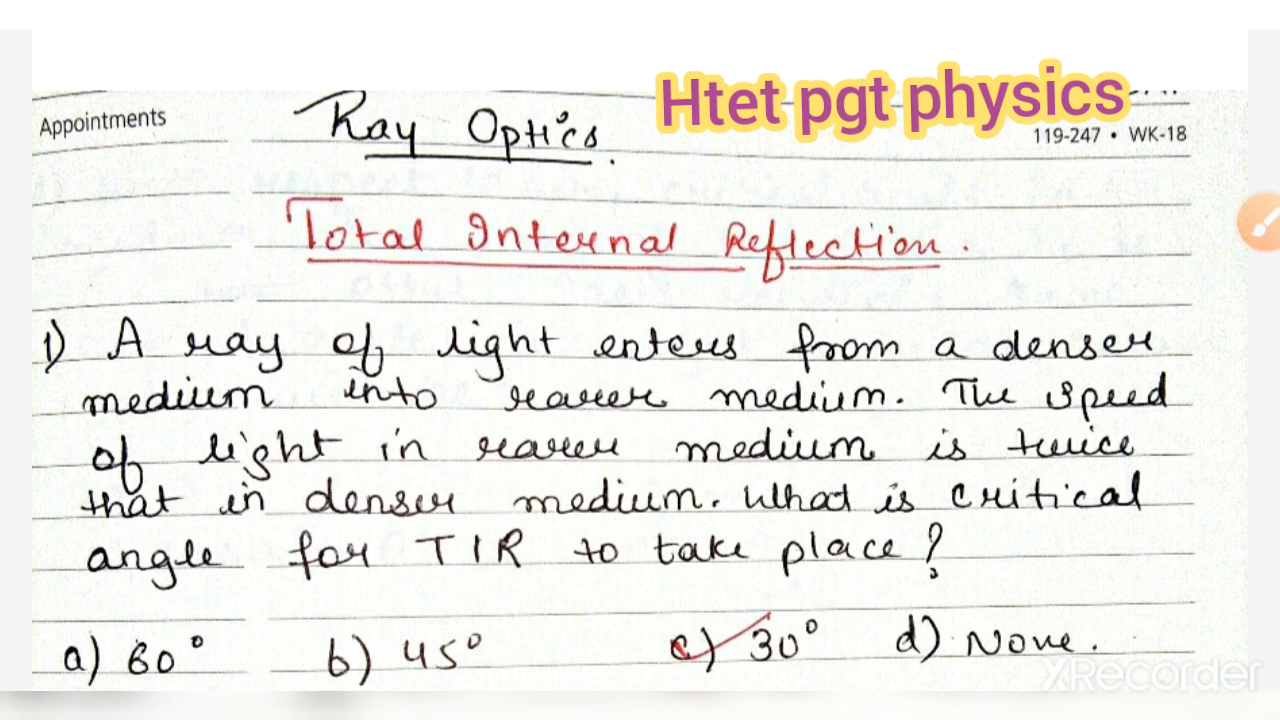 Htet pgt physics
Appointments
Ray Optics.
119-247 • WK-18
Total Internal Reflection.
1) A ray of light enters from a denser
medium into rarer medium. The speed
of light in rarer medium is twice
that in denser medium. What is critical
angle for TIR to take place?
a) 60° b) 45° c) 30° d) None.
XRecorder